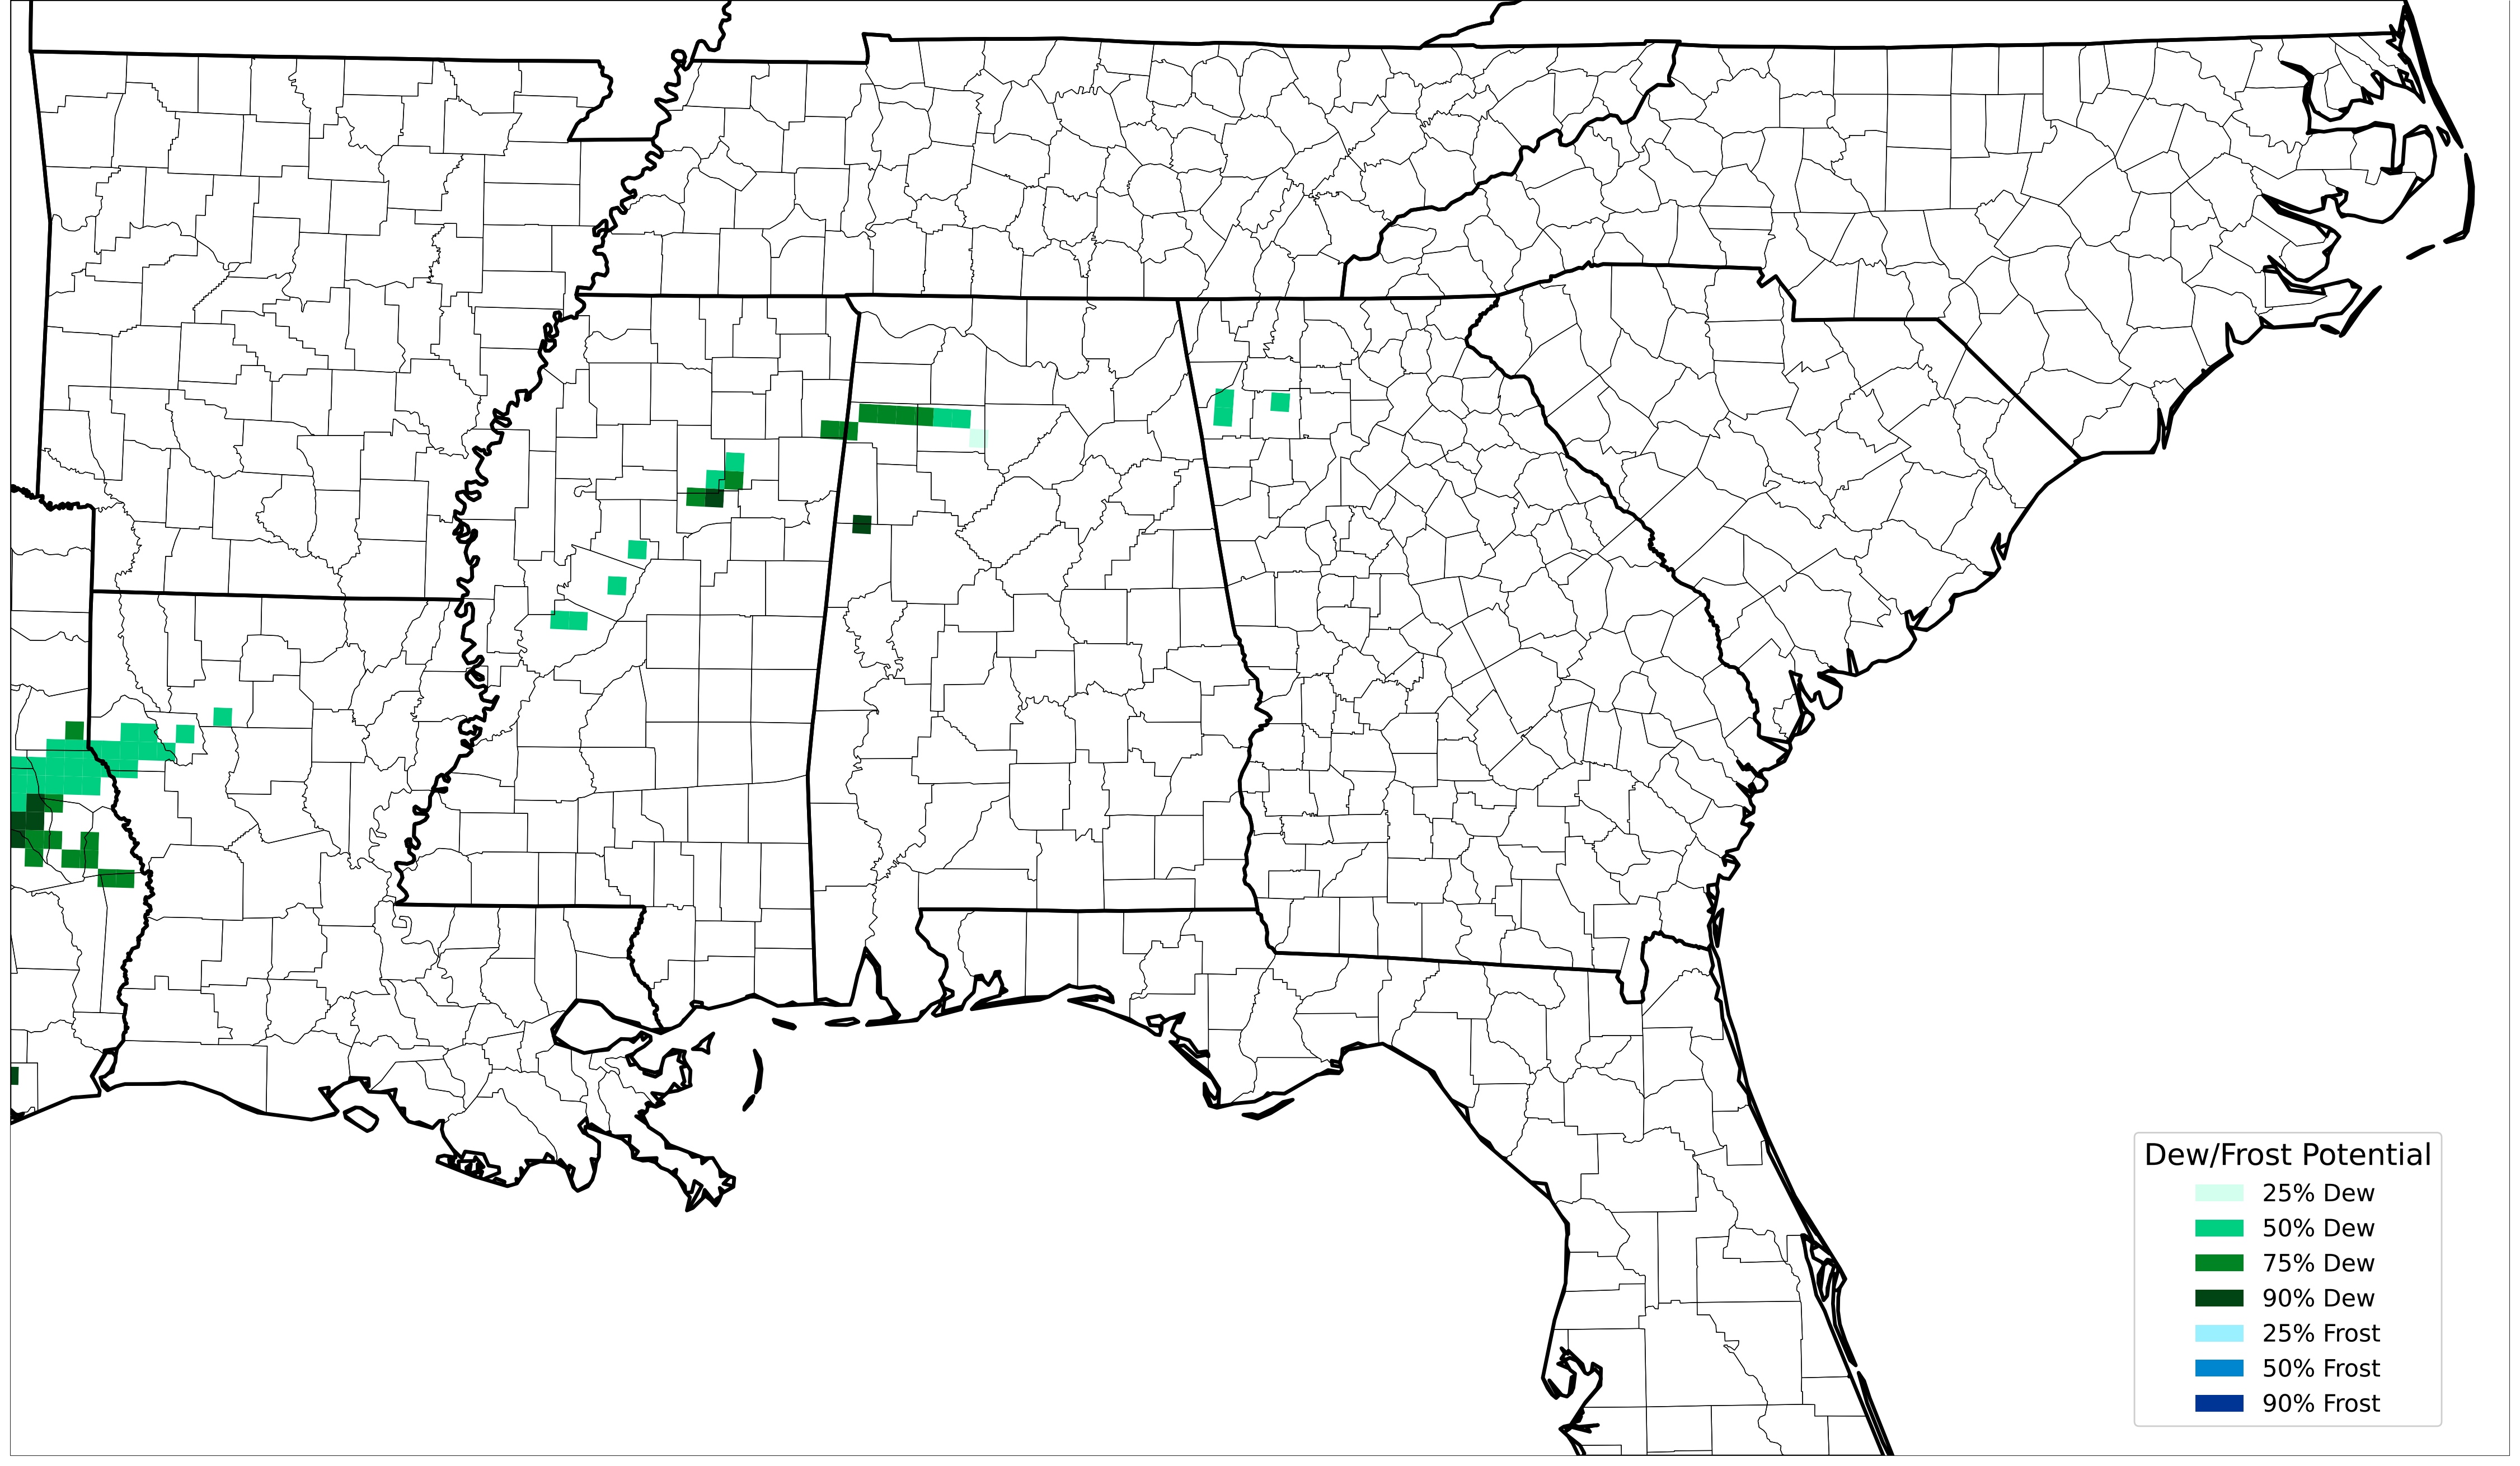 Dew/Frost Potential
25% Dew
50% Dew
75% Dew
90% Dew
25% Frost
50% Frost
90% Frost